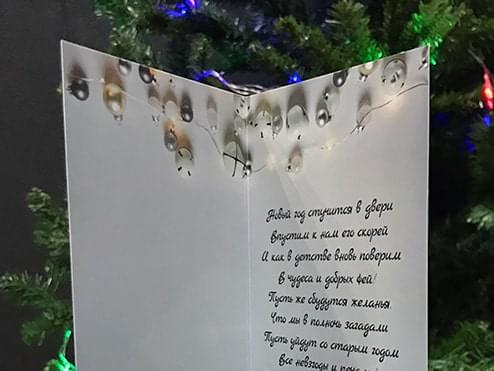 Новый год стучится в двери
Впустим к нам его скорей
И как в детстве вновь поверим
В чудеса и добрых фей!
Пусть же сбудутся желанья.
Что мы в полночь загадали
Пусть уйдут со старым годом
Все невзгоды и